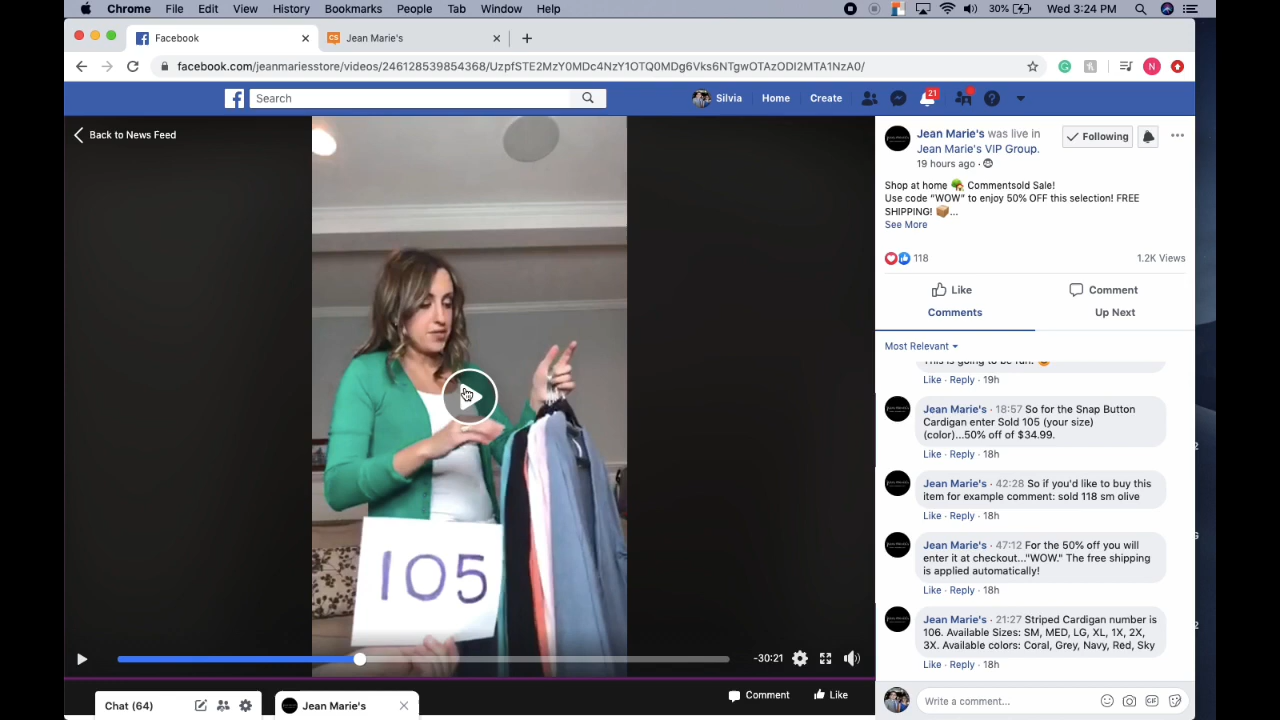 Chrome File Edit View History Bookmarks People Tab Window Help 30% Wed 3:24 PM
Facebook Jean Marie's
facebook.com/jeanmariesstore/videos/246128539854368/UzpfSTE2MzY0MDc4NzY1OTQ0MDg6Vks6NTgwOTAzODI2MTA1NzA0/
Search Silvia Home Create 21
Back to News Feed
105
-30:21
Comment Like
Chat (64) Jean Marie's
Jean Marie's was live in
Jean Marie's VIP Group.
Following
19 hours ago ·
Shop at home Commentsold Sale!
Use code "WOW" to enjoy 50% OFF this selection! FREE
SHIPPING! ...
See More
118 1.2K Views
Like Comment
Comments Up Next
Most Relevant
This is going to be fun!
Like · Reply · 19h
Jean Marie's · 18:57 So for the Snap Button
Cardigan enter Sold 105 (your size)
(color)...50% off of $34.99.
Like · Reply · 18h
Jean Marie's · 42:28 So if you'd like to buy this
item for example comment: sold 118 sm olive
Like · Reply · 18h
Jean Marie's · 47:12 For the 50% off you will
enter it at checkout..."WOW." The free shipping
is applied automatically!
Like · Reply · 18h
Jean Marie's · 21:27 Striped Cardigan number is
106. Available Sizes: SM, MED, LG, XL, 1X, 2X,
3X. Available colors: Coral, Grey, Navy, Red, Sky
Like · Reply · 18h
Write a comment...